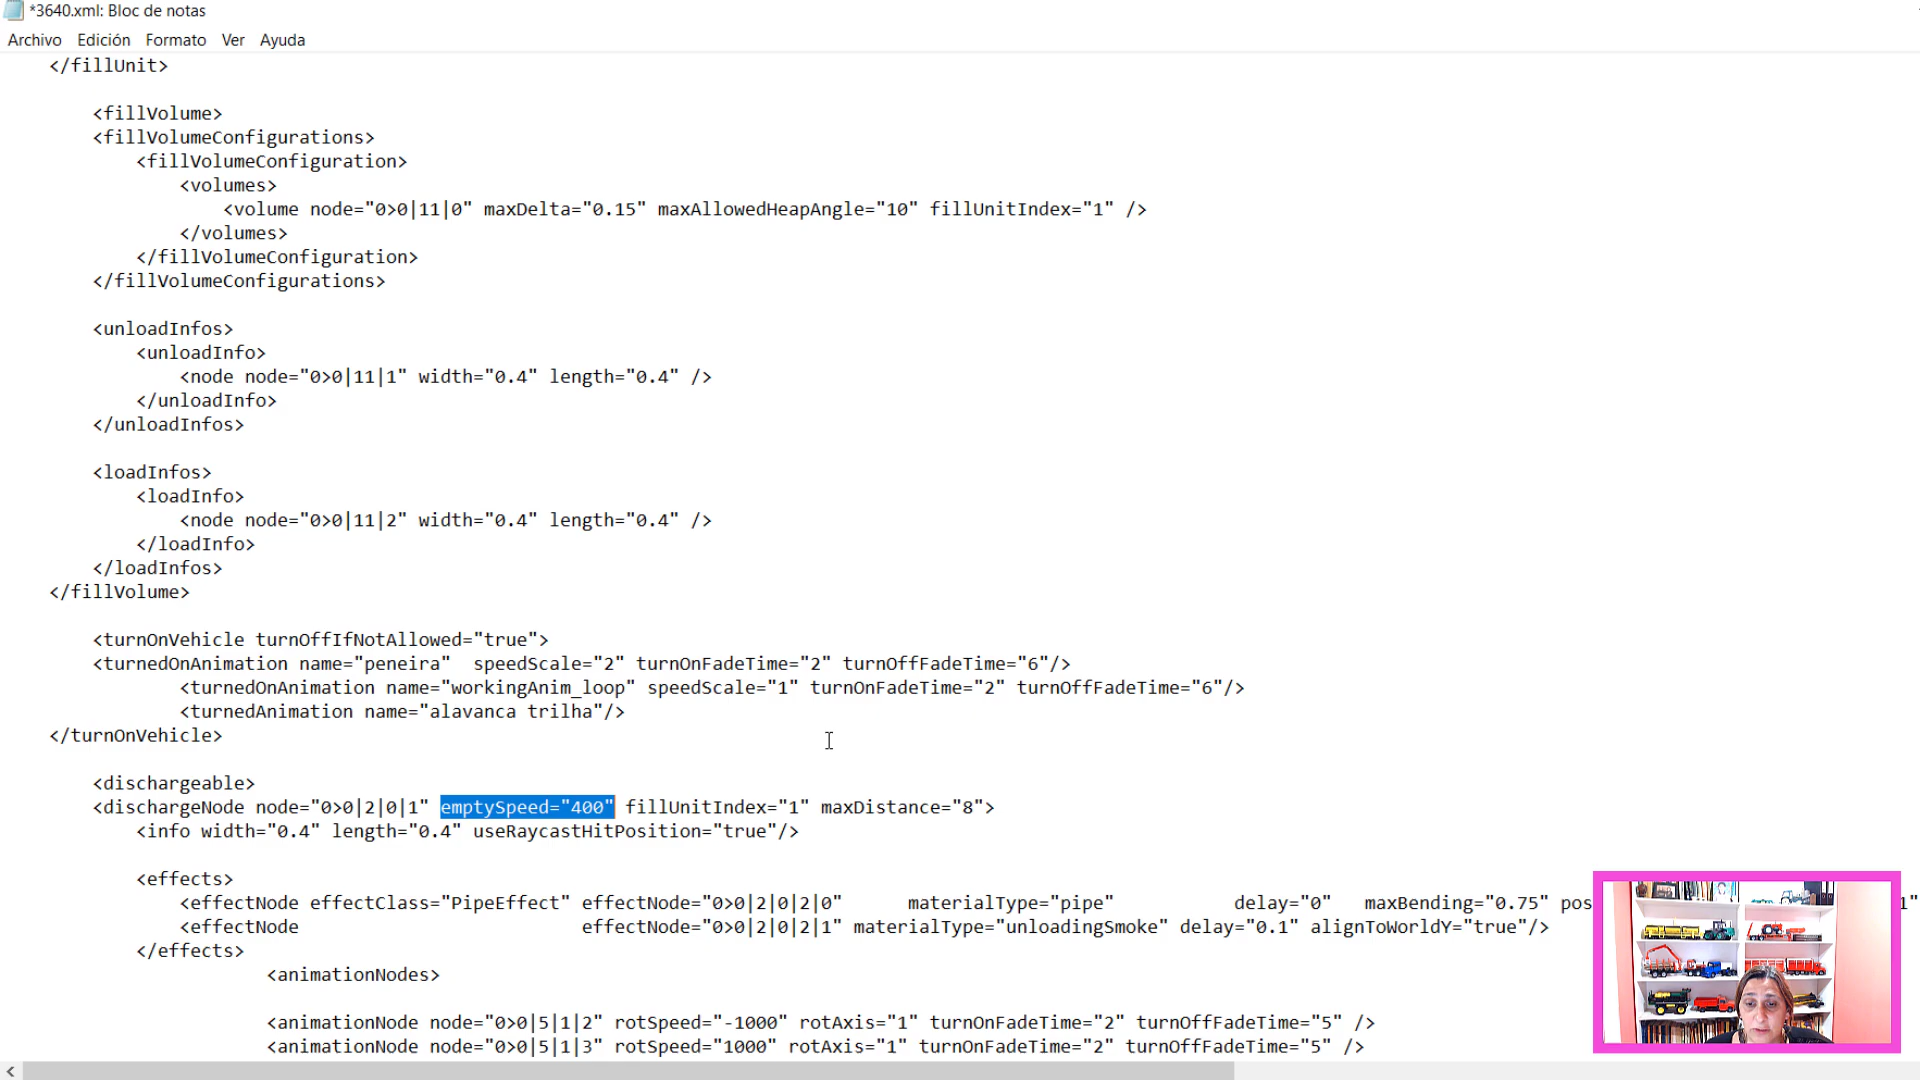 *3640.xml: Bloc de notas
Archivo Edición Formato Ver Ayuda
</fillUnit>
<fillVolume>
<fillVolumeConfigurations>
<fillVolumeConfiguration>
<volumes>
<volume node="0>0|11|0" maxDelta="0.15" maxAllowedHeapAngle="10" fillUnitIndex="1" />
</volumes>
</fillVolumeConfiguration>
</fillVolumeConfigurations>
<unloadInfos>
<unloadInfo>
<node node="0>0|11|1" width="0.4" length="0.4" />
</unloadInfo>
</unloadInfos>
<loadInfos>
<loadInfo>
<node node="0>0|11|2" width="0.4" length="0.4" />
</loadInfo>
</loadInfos>
</fillVolume>
<turnOnVehicle turnOffIfNotAllowed="true">
<turnedOnAnimation name="peneira"  speedScale="2" turnOnFadeTime="2" turnOffFadeTime="6"/>
<turnedOnAnimation name="workingAnim_loop" speedScale="1" turnOnFadeTime="2" turnOffFadeTime="6"/>
<turnedAnimation name="alavanca trilha"/>
</turnOnVehicle>
<dischargeable>
<dischargeNode node="0>0|2|0|1" emptySpeed="400" fillUnitIndex="1" maxDistance="8">
<info width="0.4" length="0.4" useRaycastHitPosition="true"/>
<effects>
<effectNode effectClass="PipeEffect" effectNode="0>0|2|0|2|0" materialType="pipe" delay="0" maxBending="0.75" pos 1"
<effectNode effectNode="0>0|2|0|2|1" materialType="unloadingSmoke" delay="0.1" alignToWorldY="true"/>
</effects>
<animationNodes>
<animationNode node="0>0|5|1|2" rotSpeed="-1000" rotAxis="1" turnOnFadeTime="2" turnOffFadeTime="5" />
<animationNode node="0>0|5|1|3" rotSpeed="1000" rotAxis="1" turnOnFadeTime="2" turnOffFadeTime="5" />